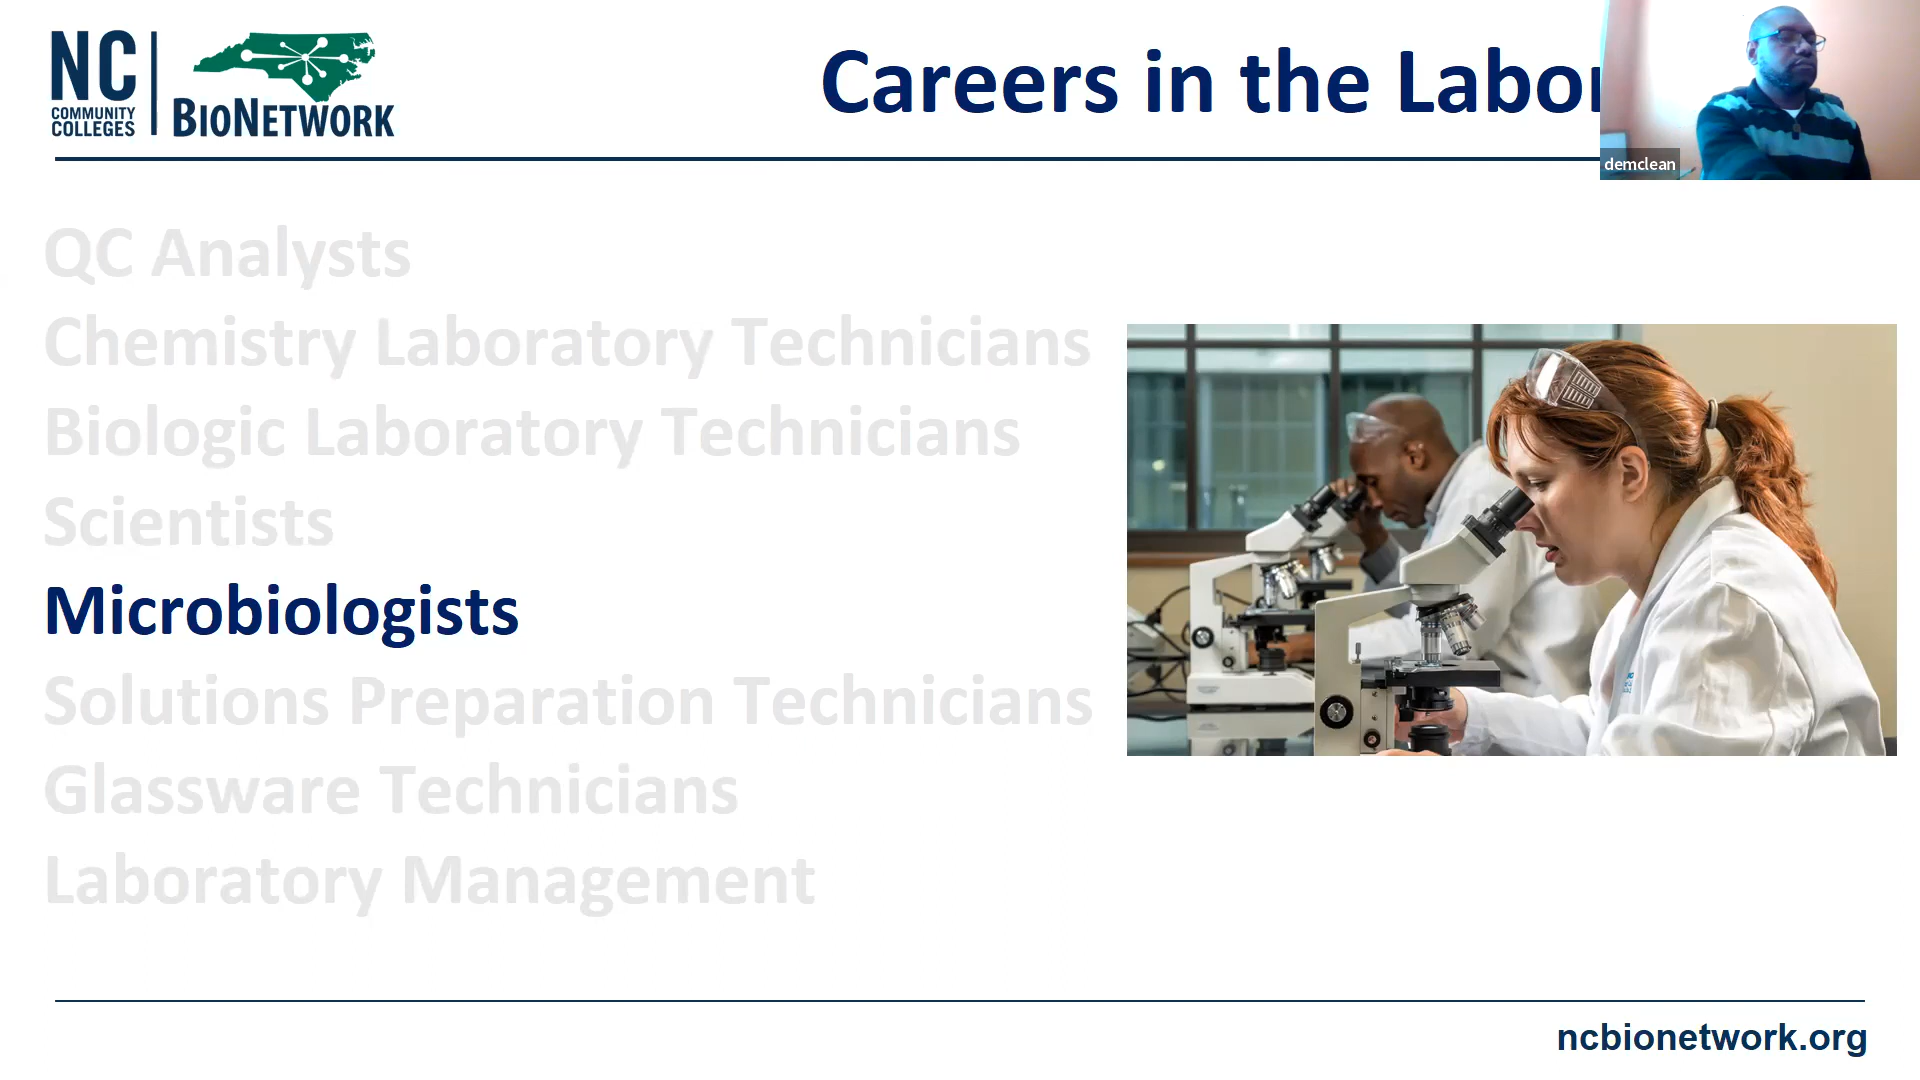 NC
COMMUNITY
COLLEGES
BIONETWORK
Careers in the Labor
demclean
QC Analysts
Chemistry Laboratory Technicians
Biologic Laboratory Technicians
Scientists
Microbiologists
Solutions Preparation Technicians
Glassware Technicians
Laboratory Management
ncbionetwork.org